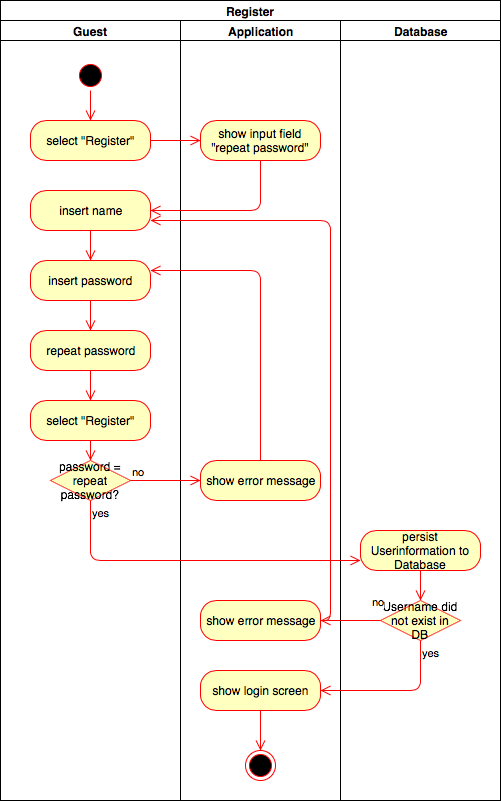 Register
Guest
Application
Database
select "Register"
show input field
"repeat password"
insert name
insert password
repeat password
select "Register"
password =
repeat
password?
no
show error message
yes
persist
Userinformation to
Database
show error message
no
Username did
not exist in
DB
yes
show login screen